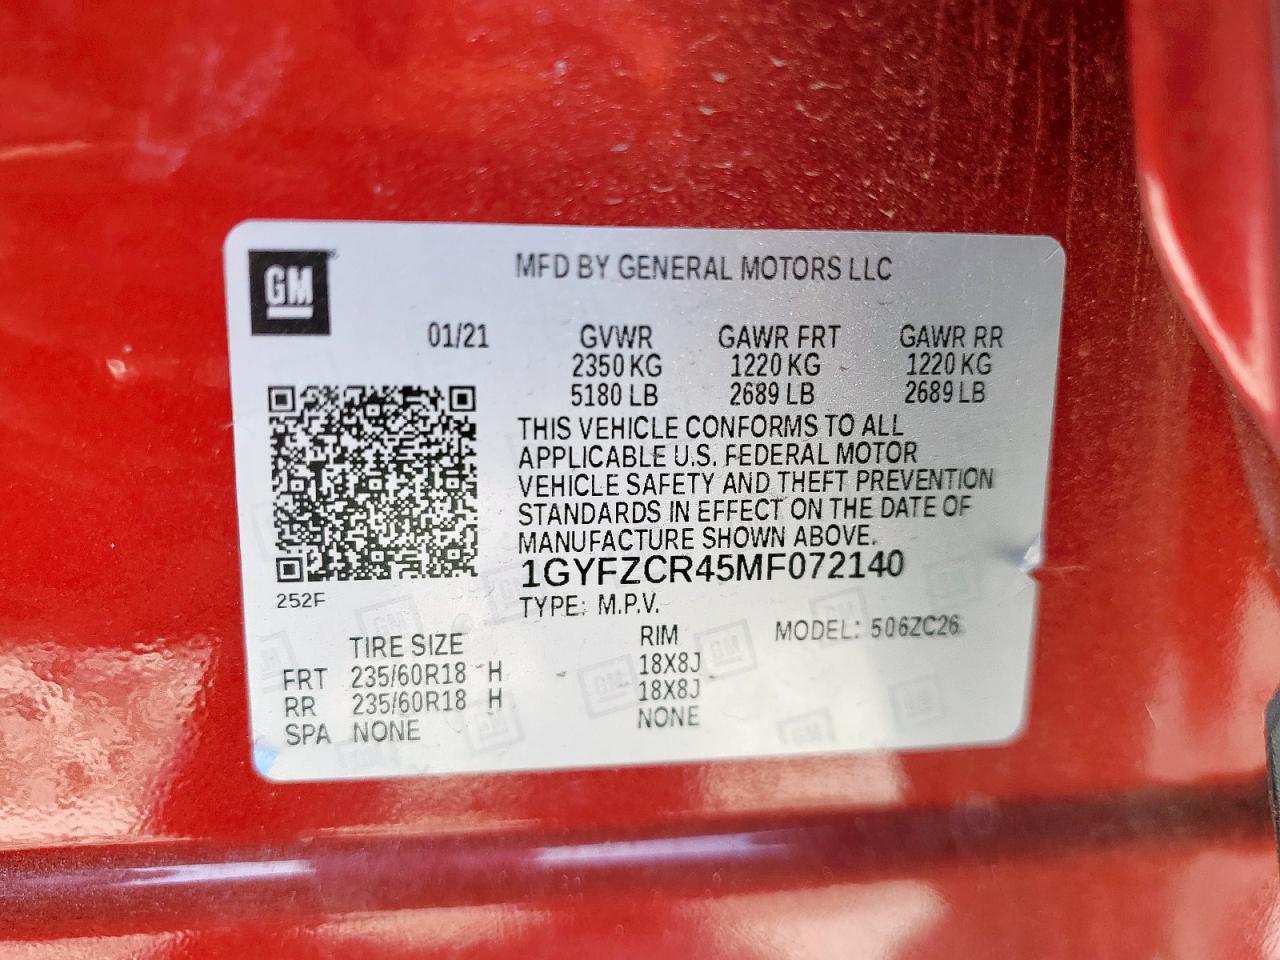 GM
MFD BY GENERAL MOTORS LLC
01/21 GVWR GAWR FRT GAWR RR
2350 KG 1220 KG 1220 KG
5180 LB 2689 LB 2689 LB
THIS VEHICLE CONFORMS TO ALL
APPLICABLE U.S. FEDERAL MOTOR
VEHICLE SAFETY AND THEFT PREVENTION
STANDARDS IN EFFECT ON THE DATE OF
MANUFACTURE SHOWN ABOVE.
1GYFZCR45MF072140
252F
TYPE: M.P.V.
TIRE SIZE RIM MODEL: 506ZC26
FRT 235/60R18 H 18X8J
RR 235/60R18 H 18X8J
SPA NONE NONE